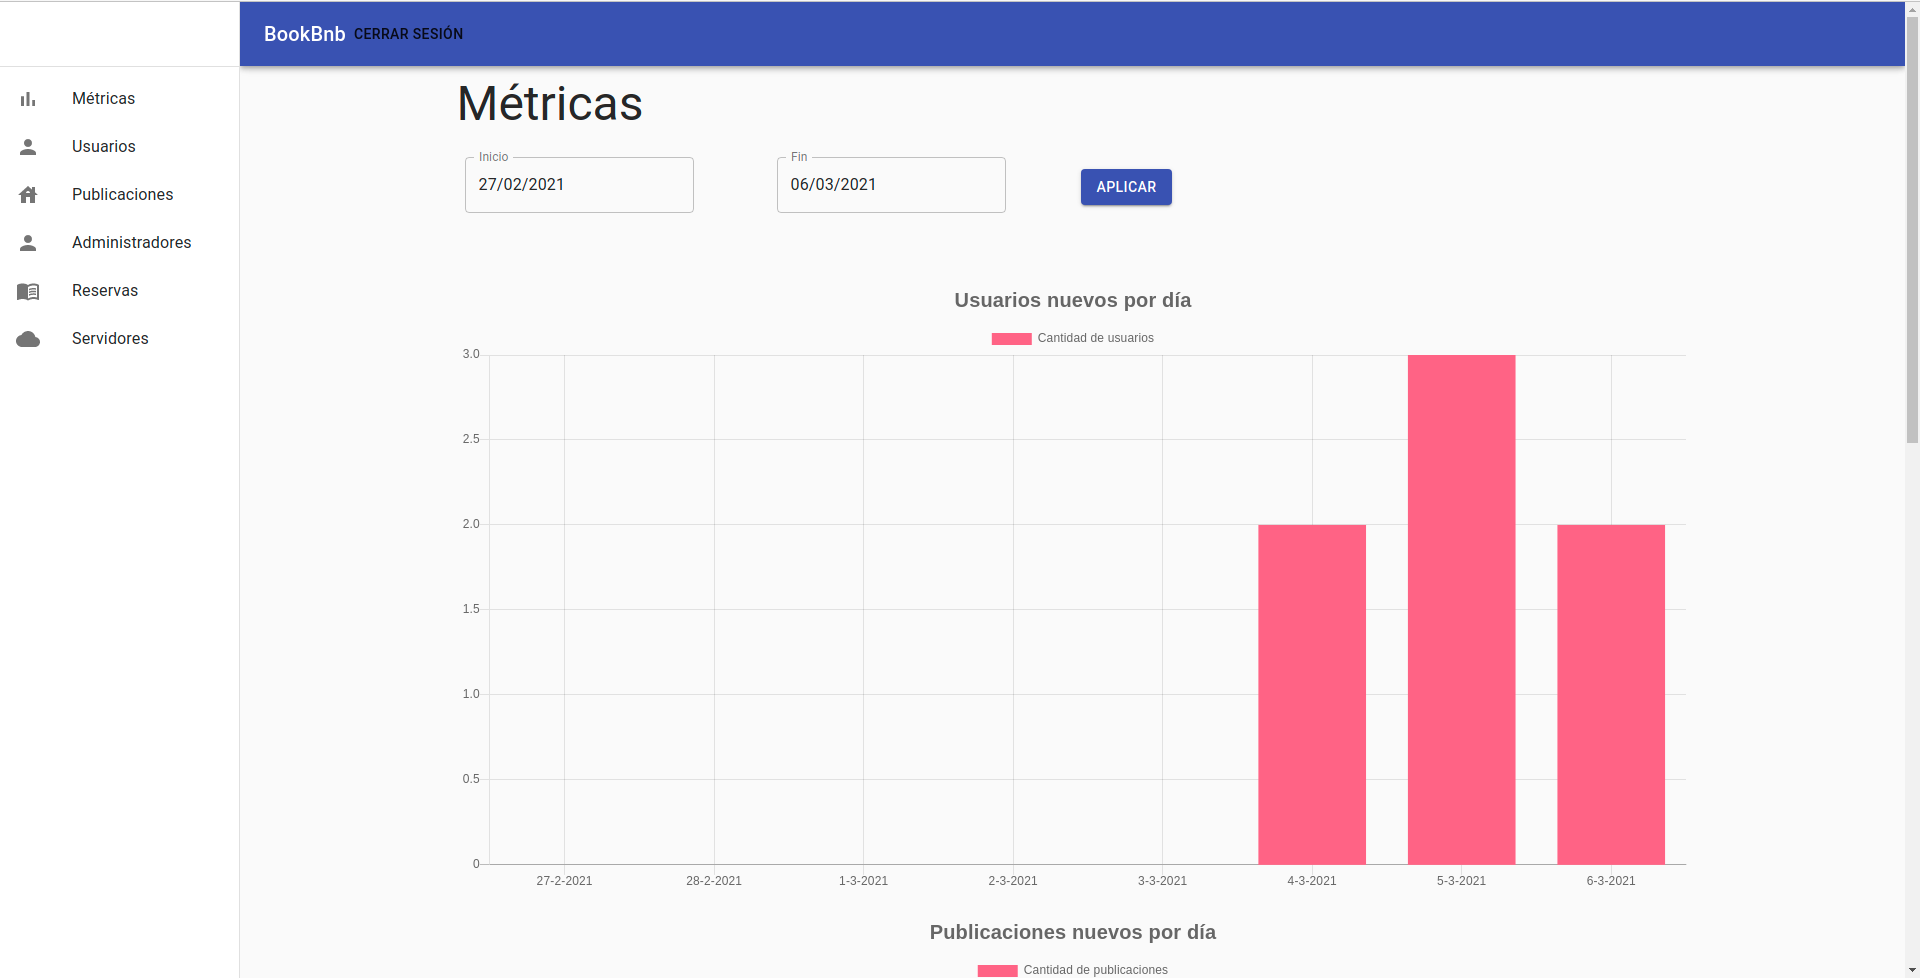 BookBnb CERRAR SESIÓN
Métricas
Usuarios
Publicaciones
Administradores
Reservas
Servidores
Métricas
Inicio
27/02/2021
Fin
06/03/2021
APLICAR
Usuarios nuevos por día
Cantidad de usuarios
3.0
2.5
2.0
1.5
1.0
0.5
0
27-2-2021 28-2-2021 1-3-2021 2-3-2021 3-3-2021 4-3-2021 5-3-2021 6-3-2021
Publicaciones nuevos por día
Cantidad de publicaciones